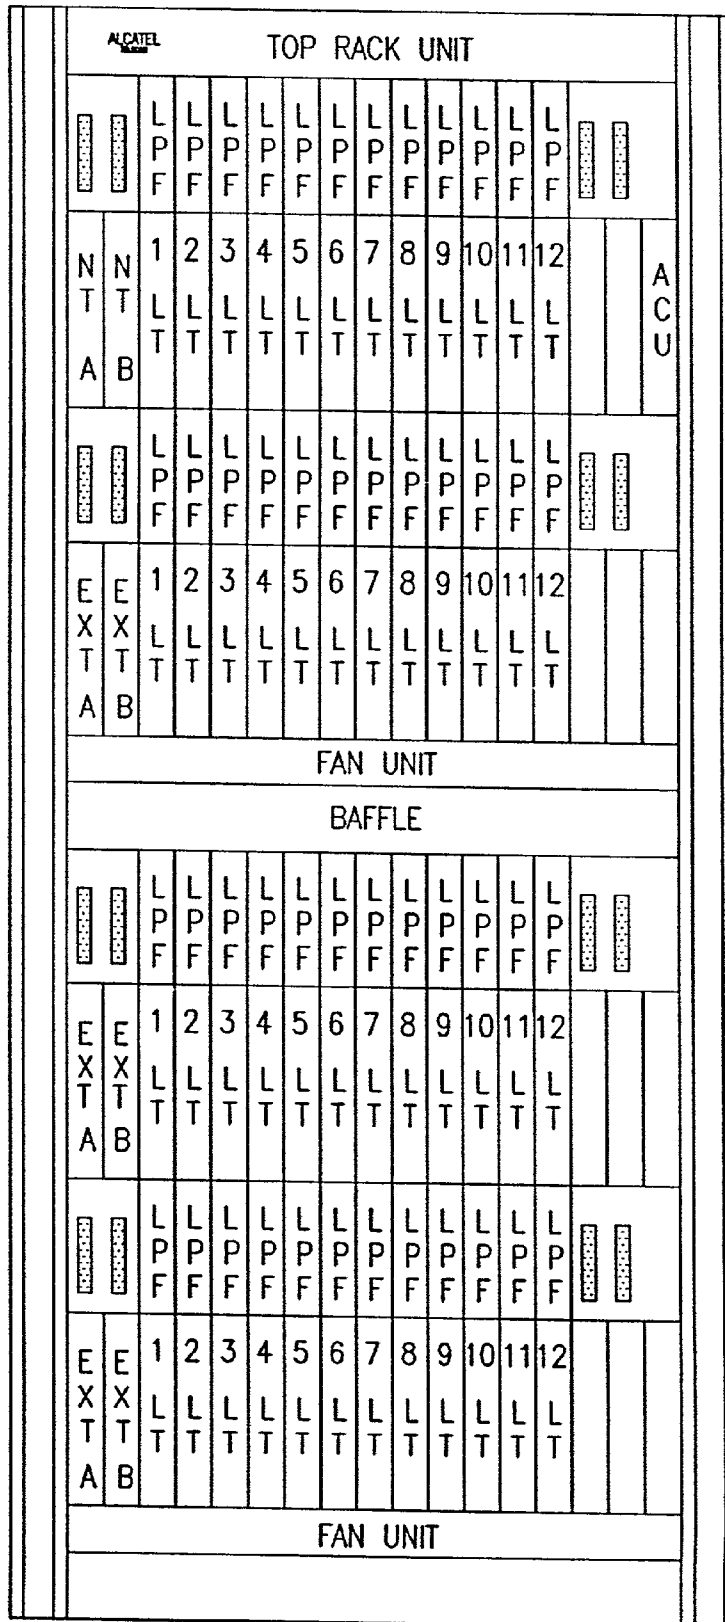 ALCATEL
TOP RACK UNIT
LPF LPF LPF LPF LPF LPF LPF LPF LPF LPF LPF LPF
NT A NT B 1 LT 2 LT 3 LT 4 LT 5 LT 6 LT 7 LT 8 LT 9 LT 10 LT 11 LT 12 LT ACU
LPF LPF LPF LPF LPF LPF LPF LPF LPF LPF LPF LPF
EXT A EXT B 1 LT 2 LT 3 LT 4 LT 5 LT 6 LT 7 LT 8 LT 9 LT 10 LT 11 LT 12 LT
FAN UNIT
BAFFLE
LPF LPF LPF LPF LPF LPF LPF LPF LPF LPF LPF LPF
EXT A EXT B 1 LT 2 LT 3 LT 4 LT 5 LT 6 LT 7 LT 8 LT 9 LT 10 LT 11 LT 12 LT
LPF LPF LPF LPF LPF LPF LPF LPF LPF LPF LPF LPF
EXT A EXT B 1 LT 2 LT 3 LT 4 LT 5 LT 6 LT 7 LT 8 LT 9 LT 10 LT 11 LT 12 LT
FAN UNIT